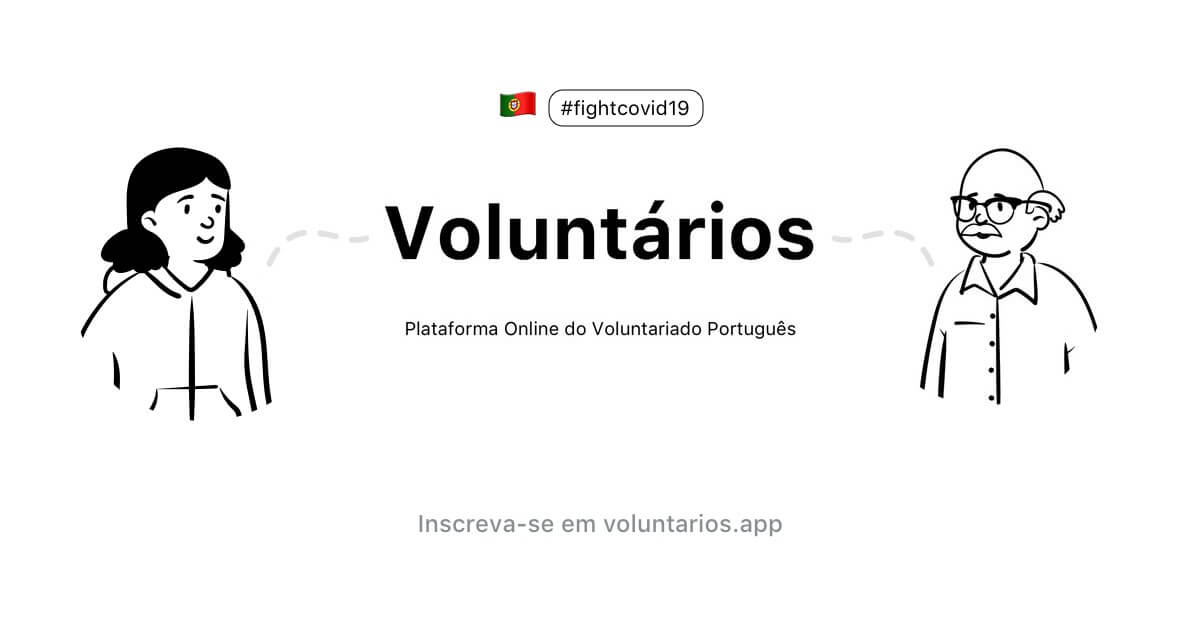 #fightcovid19
Voluntários
Plataforma Online do Voluntariado Português
Inscreva-se em voluntarios.app